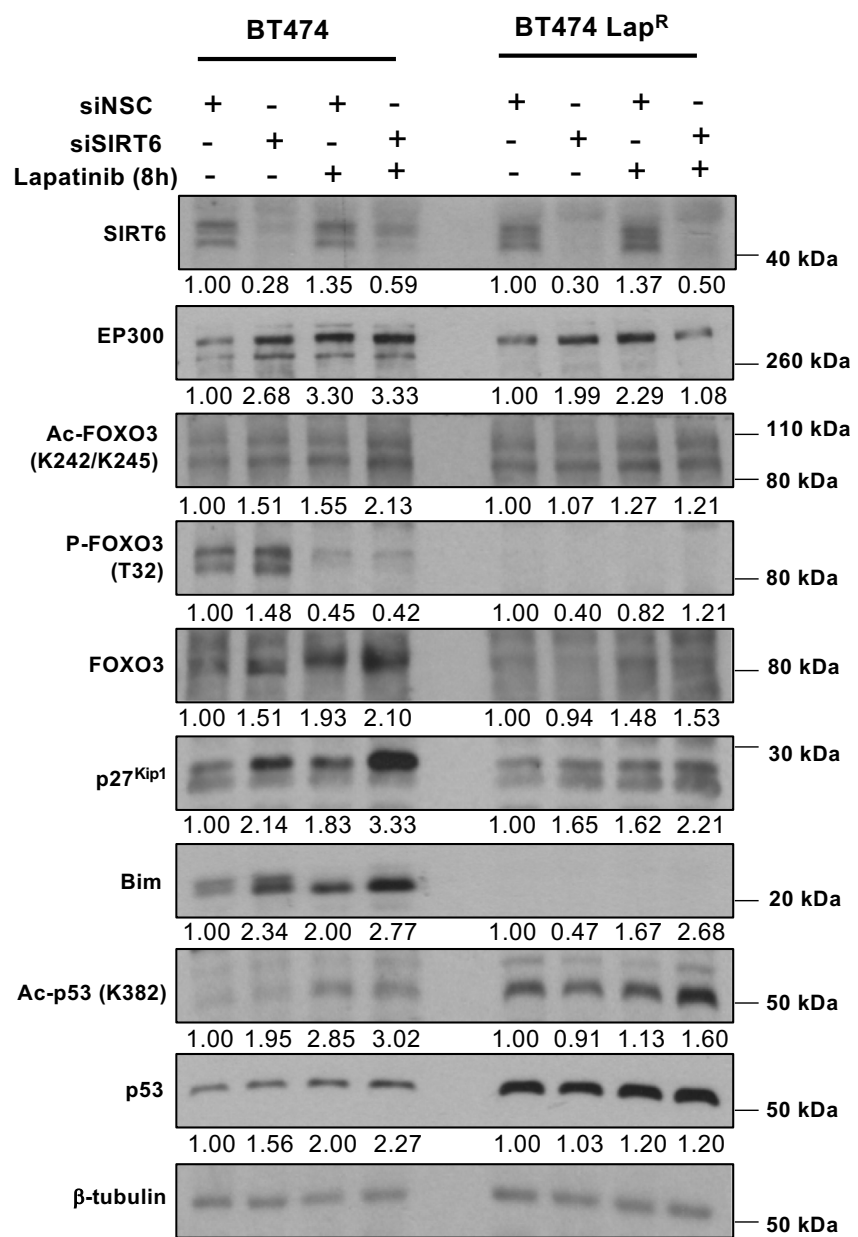 BT474 BT474 Lapᴿ
siNSC + - + - + - + -
siSIRT6 - + - + - + - +
Lapatinib (8h) - - + + - - + +
SIRT6 40 kDa
1.00 0.28 1.35 0.59 1.00 0.30 1.37 0.50
EP300 260 kDa
1.00 2.68 3.30 3.33 1.00 1.99 2.29 1.08
Ac-FOXO3 110 kDa
(K242/K245) 80 kDa
1.00 1.51 1.55 2.13 1.00 1.07 1.27 1.21
P-FOXO3
(T32) 80 kDa
1.00 1.48 0.45 0.42 1.00 0.40 0.82 1.21
FOXO3 80 kDa
1.00 1.51 1.93 2.10 1.00 0.94 1.48 1.53
p27ᴷⁱᵖ¹ 30 kDa
1.00 2.14 1.83 3.33 1.00 1.65 1.62 2.21
Bim 20 kDa
1.00 2.34 2.00 2.77 1.00 0.47 1.67 2.68
Ac-p53 (K382) 50 kDa
1.00 1.95 2.85 3.02 1.00 0.91 1.13 1.60
p53 50 kDa
1.00 1.56 2.00 2.27 1.00 1.03 1.20 1.20
β-tubulin 50 kDa